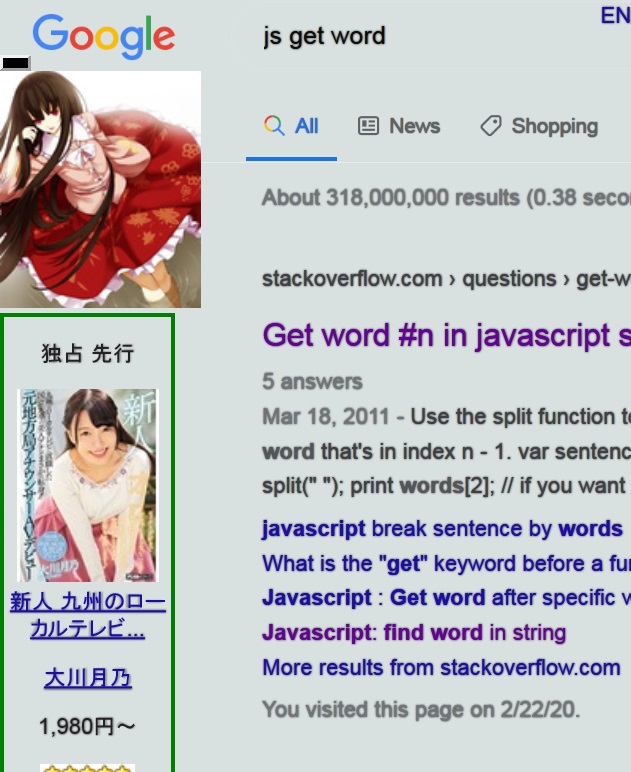 Google
js get word
EN
All
News
Shopping
About 318,000,000 results (0.38 seco
stackoverflow.com › questions › get-w
Get word #n in javascript s
5 answers
Mar 18, 2011 - Use the split function to
word that's in index n - 1. var sentenc
split(" "); print words[2]; // if you want
javascript break sentence by words
What is the "get" keyword before a fu
Javascript : Get word after specific w
Javascript: find word in string
More results from stackoverflow.com
You visited this page on 2/22/20.
独占 先行
新人
元地方局アナウンサーAVデビュー
大川月乃
新人 九州のロー
カルテレビ...
大川月乃
1,980円～